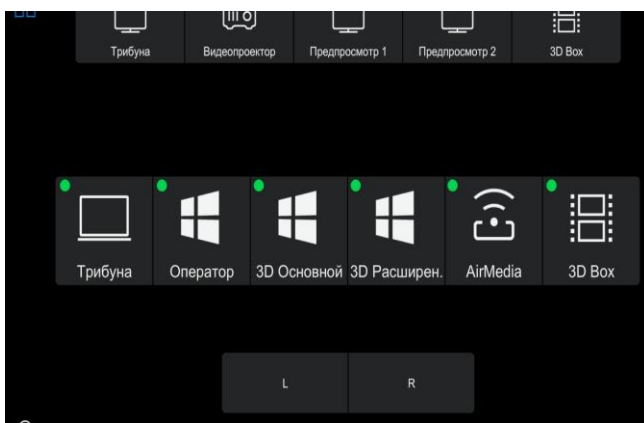 Трибуна
Видеопроектор
Предпросмотр 1
Предпросмотр 2
3D Box
Трибуна
Оператор
3D Основной
3D Расширен.
AirMedia
3D Box
L
R